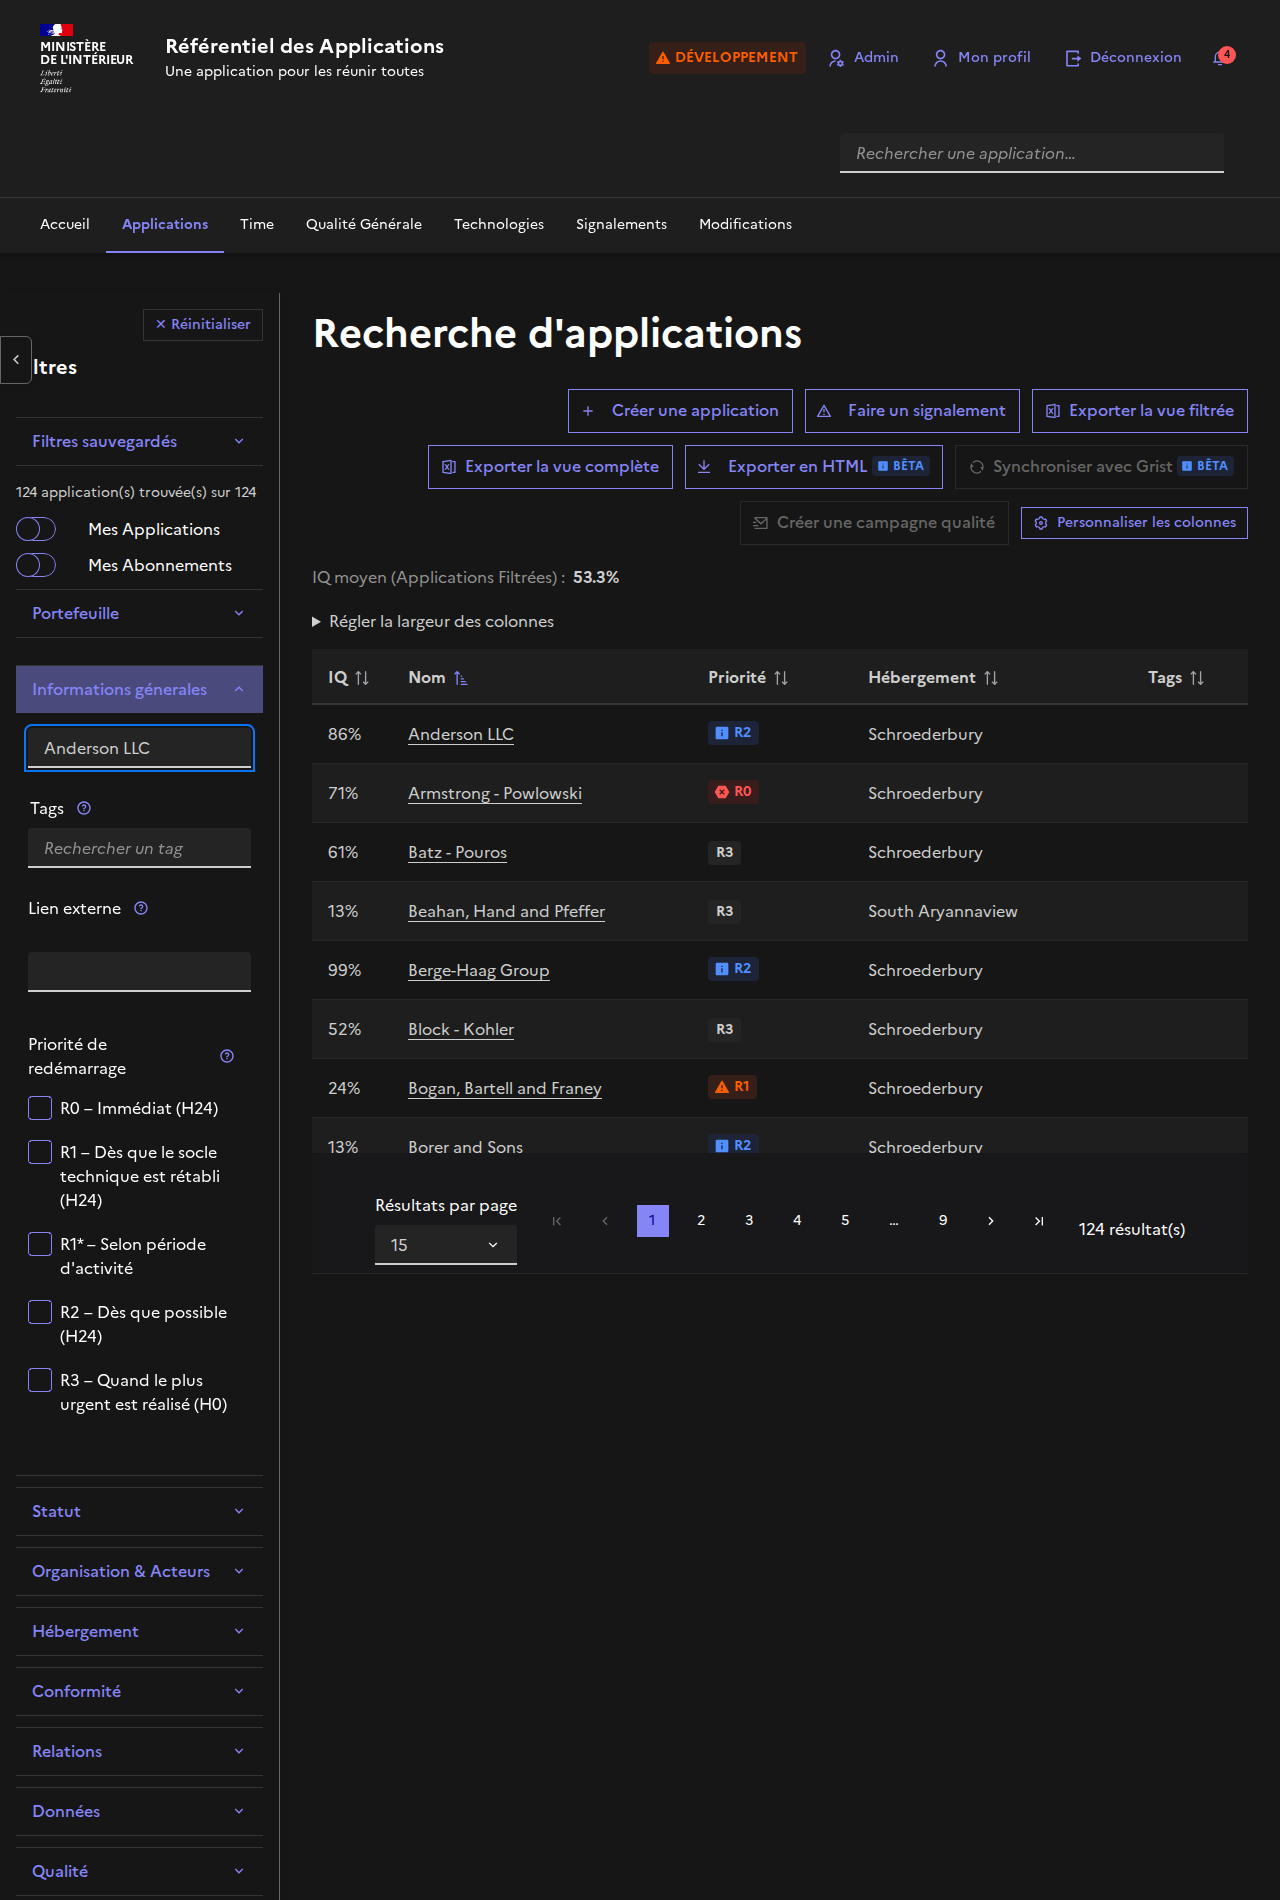 MINISTÈRE
DE L'INTÉRIEUR
Liberté
Égalité
Fraternité
Référentiel des Applications
Une application pour les réunir toutes
DÉVELOPPEMENT
Admin
Mon profil
Déconnexion
4
Rechercher une application...
Accueil
Applications
Time
Qualité Générale
Technologies
Signalements
Modifications
× Réinitialiser
ltres
Filtres sauvegardés
124 application(s) trouvée(s) sur 124
Mes Applications
Mes Abonnements
Portefeuille
Informations génerales
Anderson LLC
Tags
Rechercher un tag
Lien externe
Priorité de
redémarrage
R0 – Immédiat (H24)
R1 – Dès que le socle
technique est rétabli
(H24)
R1* – Selon période
d'activité
R2 – Dès que possible
(H24)
R3 – Quand le plus
urgent est réalisé (H0)
Statut
Organisation & Acteurs
Hébergement
Conformité
Relations
Données
Qualité
Recherche d'applications
Créer une application
Faire un signalement
Exporter la vue filtrée
Exporter la vue complète
Exporter en HTML BÊTA
Synchroniser avec Grist BÊTA
Créer une campagne qualité
Personnaliser les colonnes
IQ moyen (Applications Filtrées) : 53.3%
Régler la largeur des colonnes
IQ Nom Priorité Hébergement Tags
86% Anderson LLC R2 Schroederbury
71% Armstrong - Powlowski R0 Schroederbury
61% Batz - Pouros R3 Schroederbury
13% Beahan, Hand and Pfeffer R3 South Aryannaview
99% Berge-Haag Group R2 Schroederbury
52% Block - Kohler R3 Schroederbury
24% Bogan, Bartell and Franey R1 Schroederbury
13% Borer and Sons R2 Schroederbury
Résultats par page
15
1 2 3 4 5 ... 9
124 résultat(s)